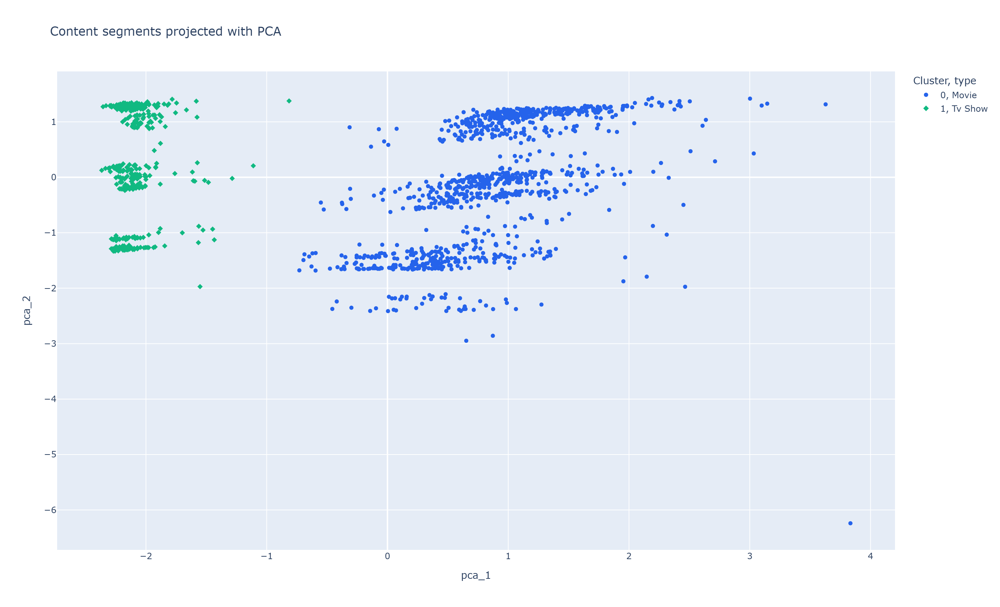 Content segments projected with PCA
Cluster, type
0, Movie
1, Tv Show
1
0
−1
−2
−3
−4
−5
−6
pca_2
−2
−1
0
1
2
3
4
pca_1